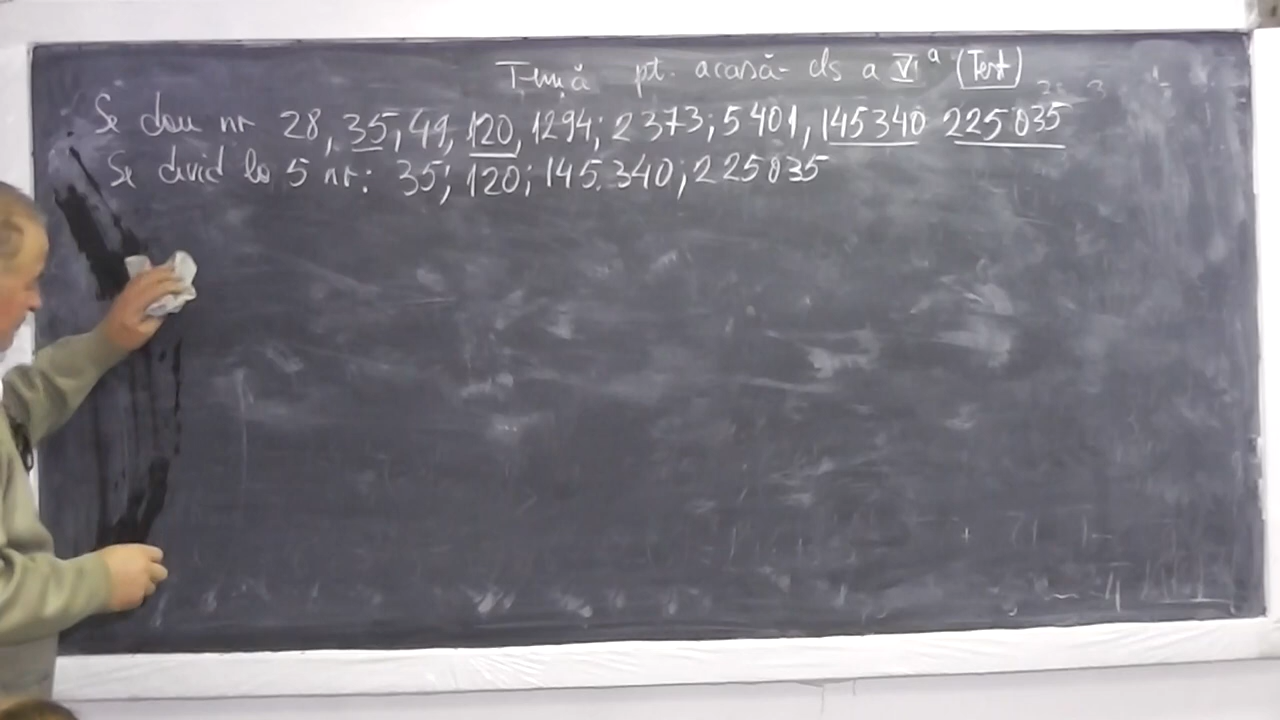 Temă pt. acasă cls a VI a (Test)
Se dau nr 28, 35, 49, 120, 1294; 2373; 5401, 145340 225035
Se divid la 5 nr: 35; 120; 145.340; 225035